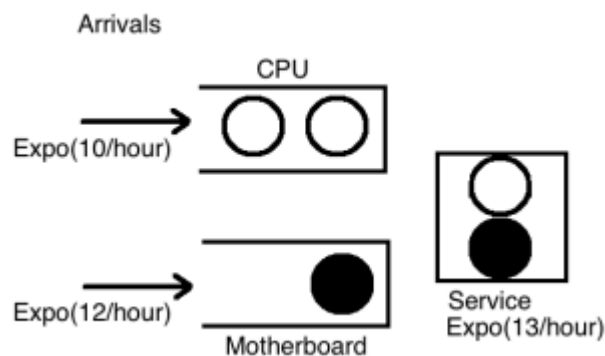 Arrivals
CPU
Expo(10/hour)
Expo(12/hour)
Motherboard
Service
Expo(13/hour)